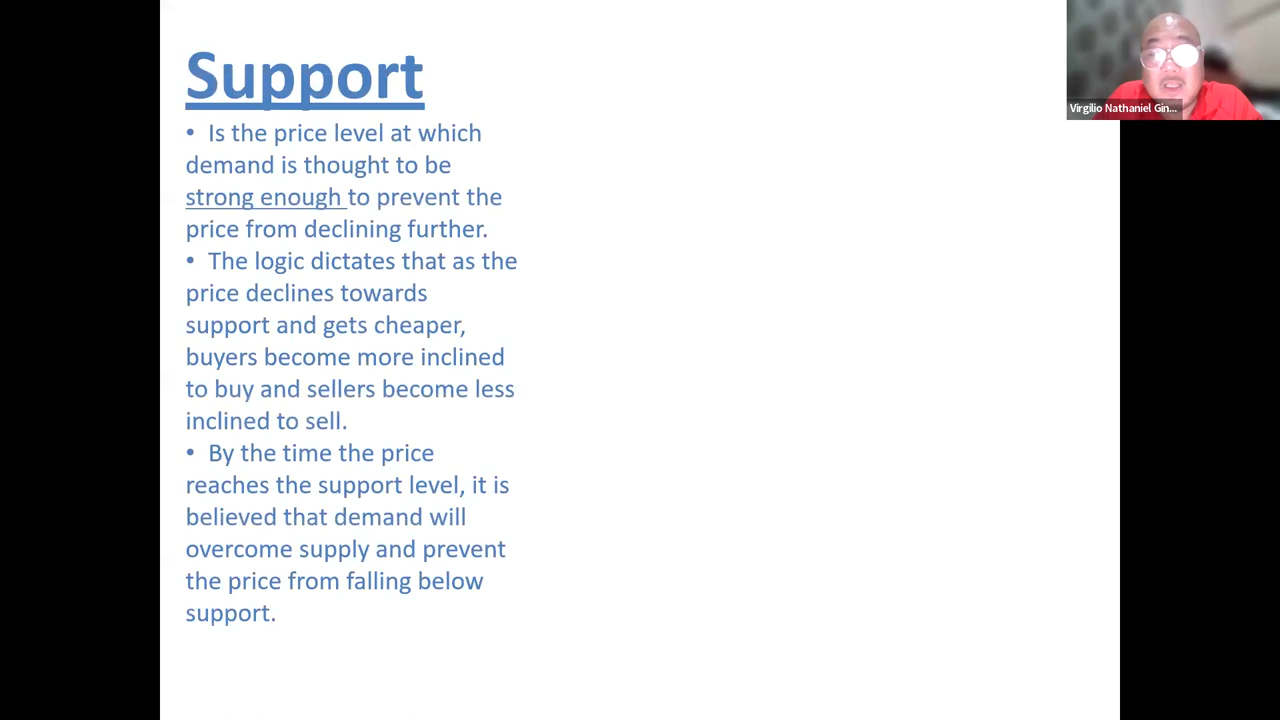 Support
• Is the price level at which
demand is thought to be
strong enough to prevent the
price from declining further.
• The logic dictates that as the
price declines towards
support and gets cheaper,
buyers become more inclined
to buy and sellers become less
inclined to sell.
• By the time the price
reaches the support level, it is
believed that demand will
overcome supply and prevent
the price from falling below
support.
Virgilio Nathaniel Gin...